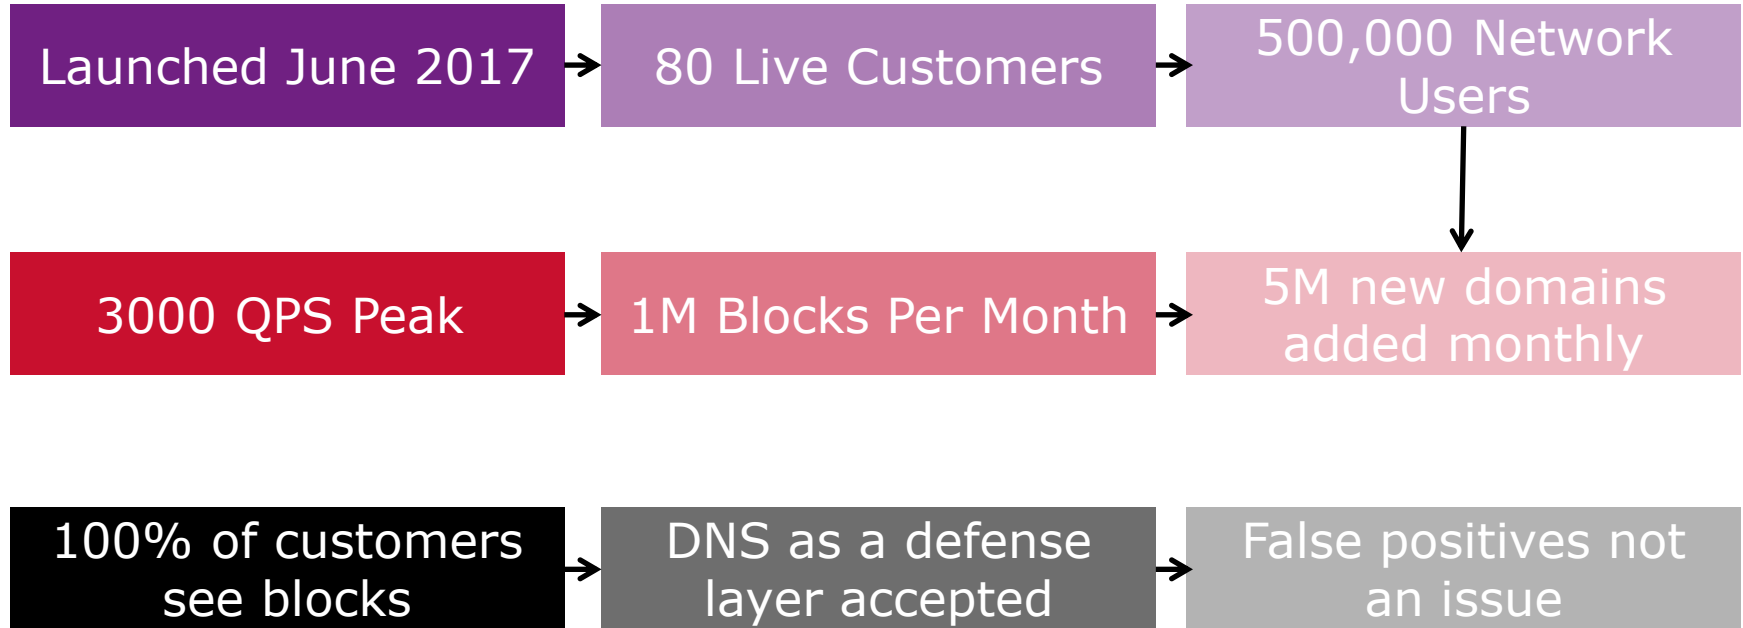 Launched June 2017
80 Live Customers
500,000 Network
Users
3000 QPS Peak
1M Blocks Per Month
5M new domains
added monthly
100% of customers
see blocks
DNS as a defense
layer accepted
False positives not
an issue